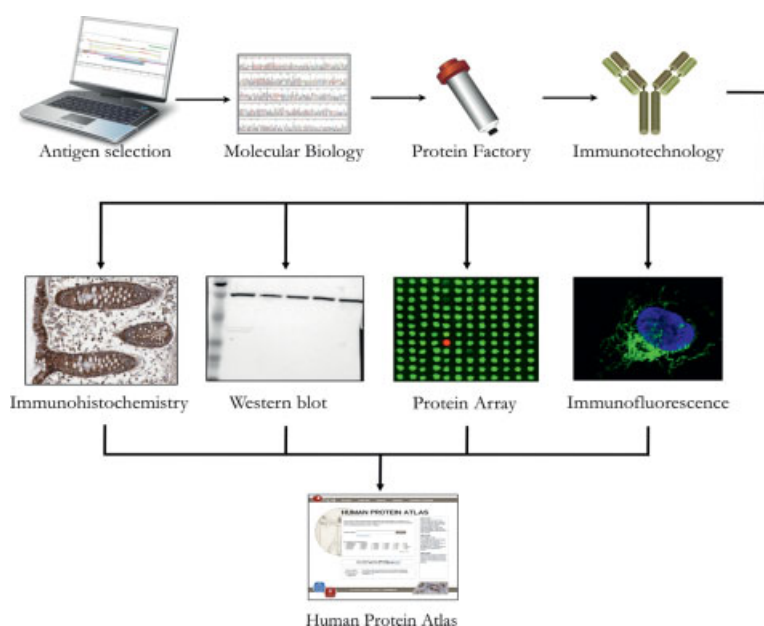 Antigen selection
Molecular Biology
Protein Factory
Immunotechnology
Immunohistochemistry
Western blot
Protein Array
Immunofluorescence
HUMAN PROTEIN ATLAS
Human Protein Atlas